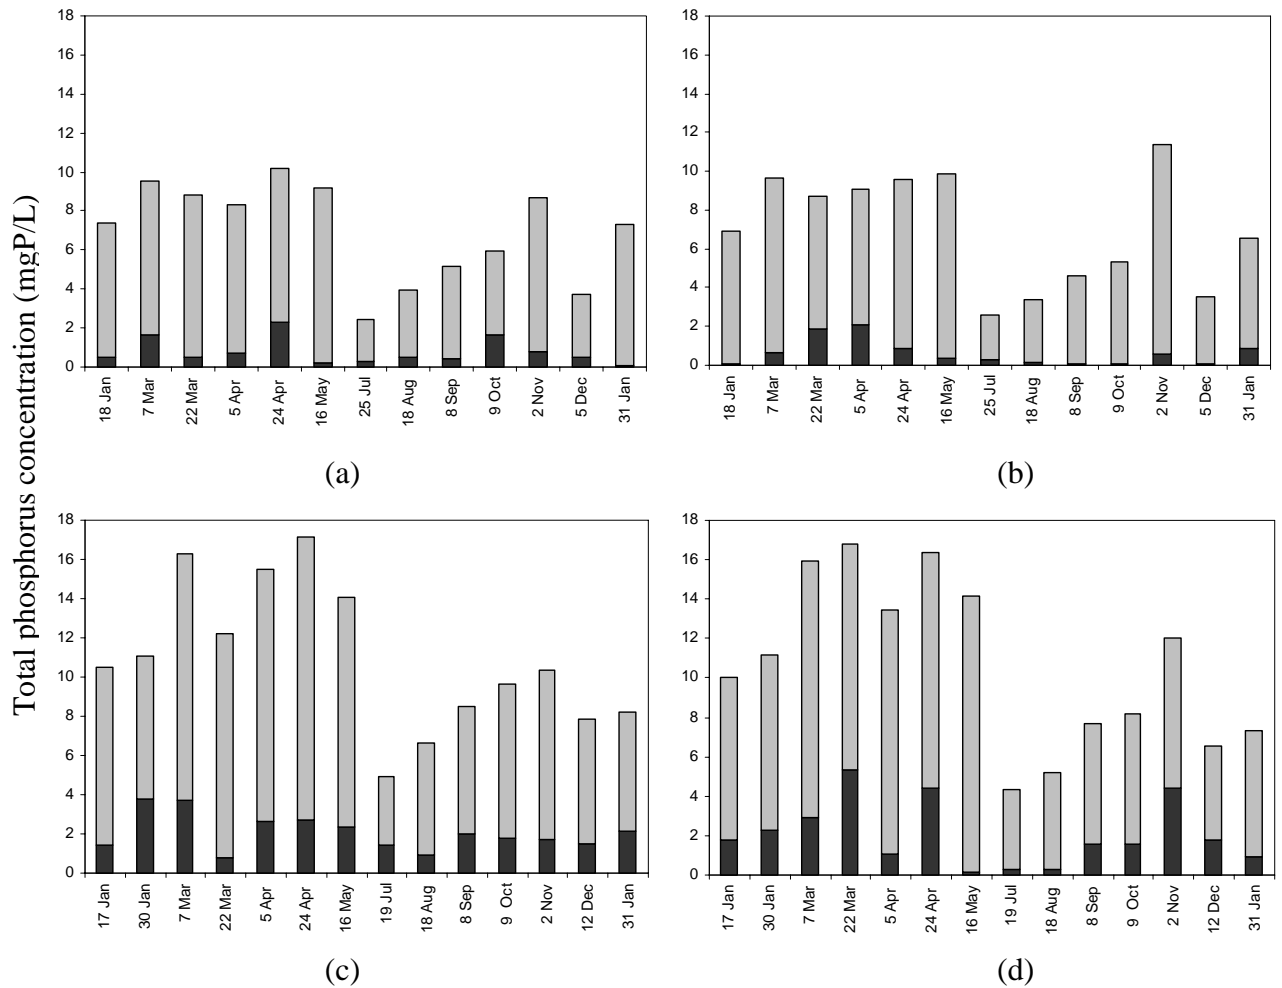 Total phosphorus concentration (mgP/L)
18
16
14
12
10
8
6
4
2
0
18 Jan
7 Mar
22 Mar
5 Apr
24 Apr
16 May
25 Jul
18 Aug
8 Sep
9 Oct
2 Nov
5 Dec
31 Jan
(a)
18
16
14
12
10
8
6
4
2
0
18 Jan
7 Mar
22 Mar
5 Apr
24 Apr
16 May
25 Jul
18 Aug
8 Sep
9 Oct
2 Nov
5 Dec
31 Jan
(b)
18
16
14
12
10
8
6
4
2
0
17 Jan
30 Jan
7 Mar
22 Mar
5 Apr
24 Apr
16 May
19 Jul
18 Aug
8 Sep
9 Oct
2 Nov
12 Dec
31 Jan
(c)
18
16
14
12
10
8
6
4
2
0
17 Jan
30 Jan
7 Mar
22 Mar
5 Apr
24 Apr
16 May
19 Jul
18 Aug
8 Sep
9 Oct
2 Nov
12 Dec
31 Jan
(d)